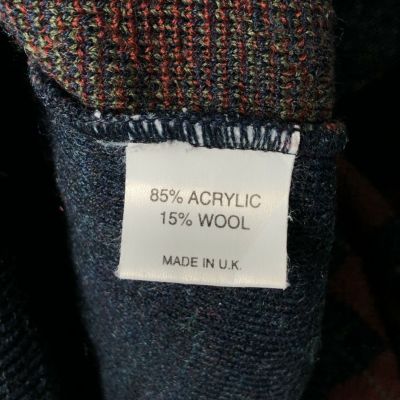 85% ACRYLIC
15% WOOL
MADE IN U.K.